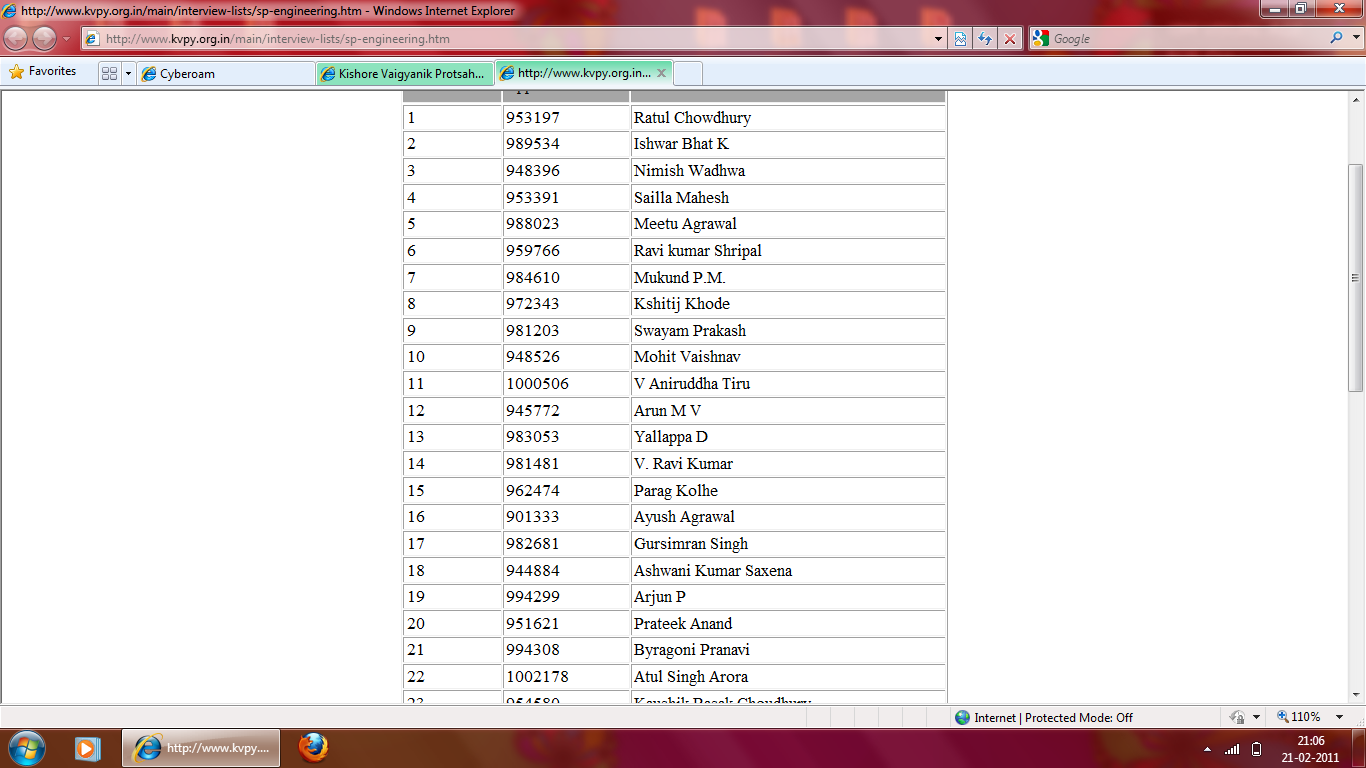 http://www.kvpy.org.in/main/interview-lists/sp-engineering.htm - Windows Internet Explorer
http://www.kvpy.org.in/main/interview-lists/sp-engineering.htm Google
Favorites Cyberoam Kishore Vaigyanik Protsah... http://www.kvpy.org.in...
1 953197 Ratul Chowdhury
2 989534 Ishwar Bhat K
3 948396 Nimish Wadhwa
4 953391 Sailla Mahesh
5 988023 Meetu Agrawal
6 959766 Ravi kumar Shripal
7 984610 Mukund P.M.
8 972343 Kshitij Khode
9 981203 Swayam Prakash
10 948526 Mohit Vaishnav
11 1000506 V Aniruddha Tiru
12 945772 Arun M V
13 983053 Yallappa D
14 981481 V. Ravi Kumar
15 962474 Parag Kolhe
16 901333 Ayush Agrawal
17 982681 Gursimran Singh
18 944884 Ashwani Kumar Saxena
19 994299 Arjun P
20 951621 Prateek Anand
21 994308 Byragoni Pranavi
22 1002178 Atul Singh Arora
23 Kaushik Basak Choudhury
Internet | Protected Mode: Off 110%
http://www.kvpy.... 21:06
21-02-2011